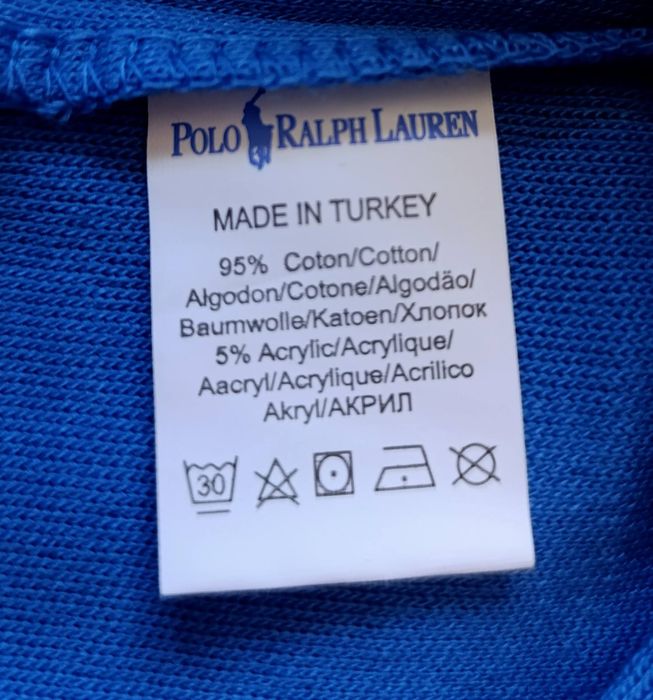 POLO RALPH LAUREN
MADE IN TURKEY
95% Coton/Cotton/
Algodon/Cotone/Algodäo/
Baumwolle/Katoen/Хлопок
5% Acrylic/Acrylique/
Aacryl/Acrylique/Acrilico
Akryl/АКРИЛ
30